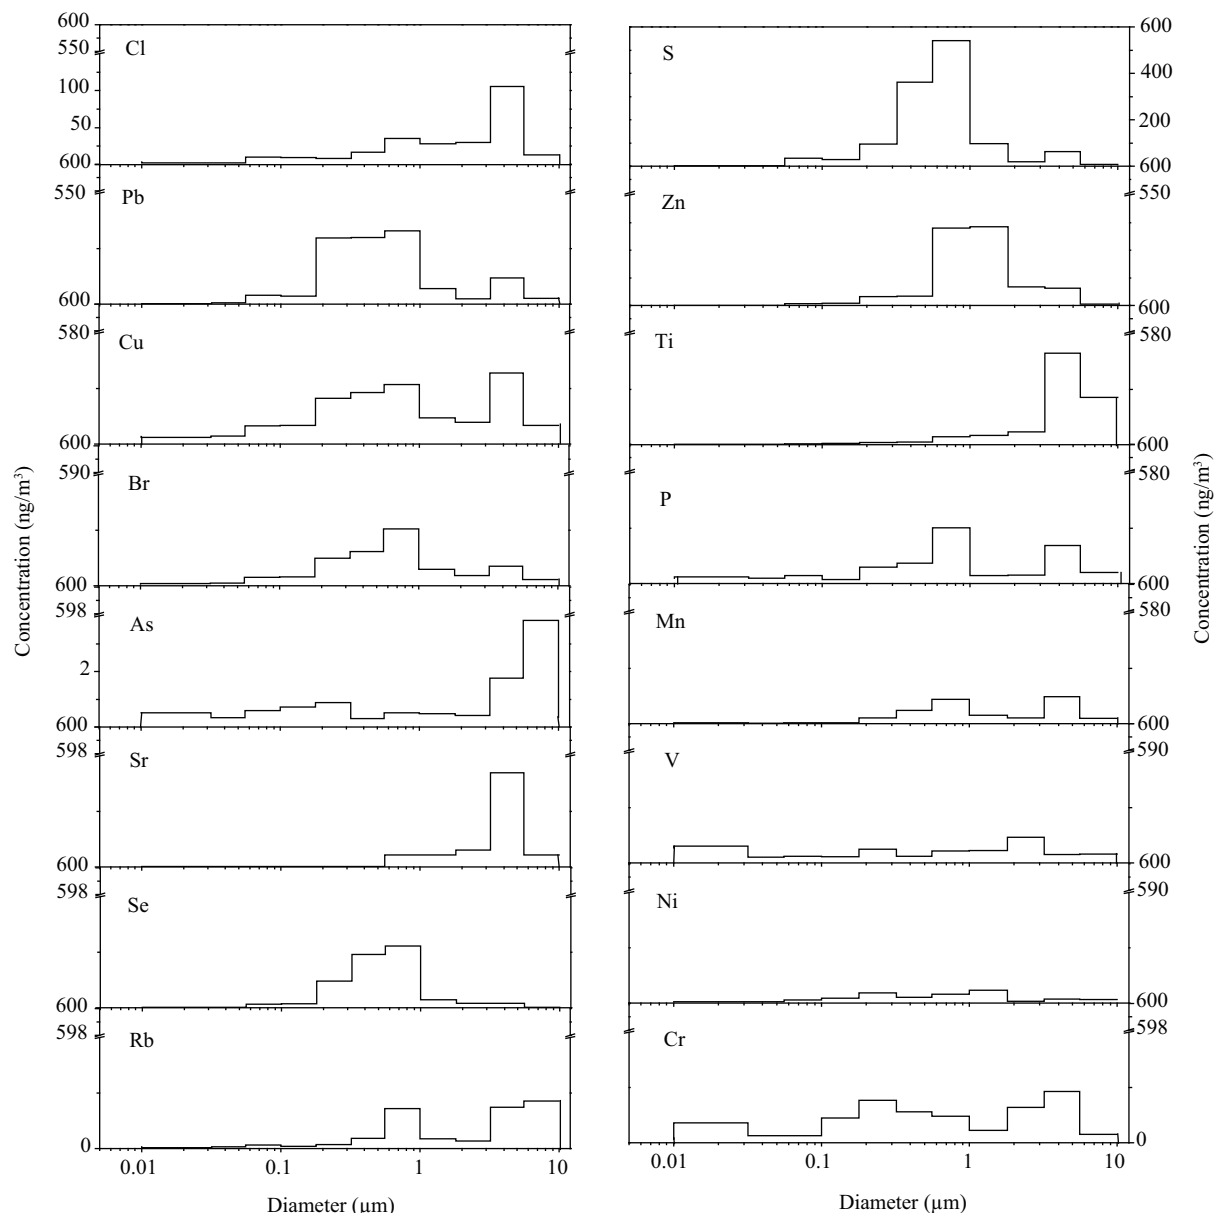 600
550
Cl
100
50
600
550
Pb
600
580
Cu
600
590
Br
600
598
As
2
600
598
Sr
600
598
Se
600
598
Rb
0
0.01 0.1 1 10
Diameter (µm)
Concentration (ng/m³)
600
S
400
200
600
550
Zn
600
580
Ti
600
580
P
600
580
Mn
600
590
V
600
590
Ni
600
598
Cr
0
0.01 0.1 1 10
Diameter (µm)
Concentration (ng/m³)